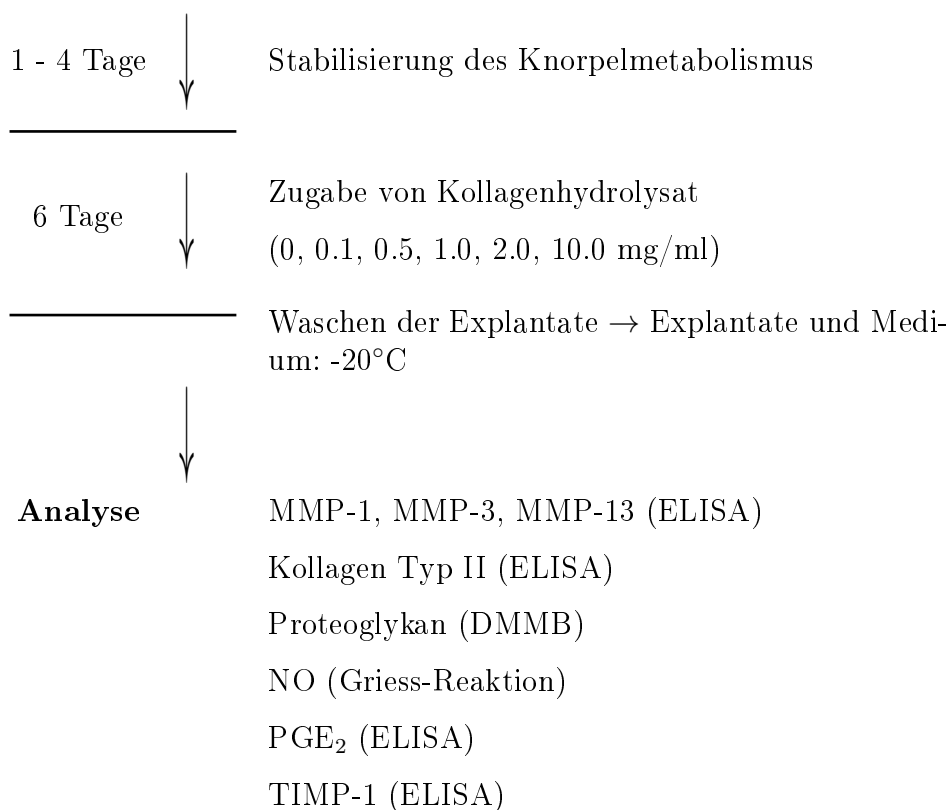 1 - 4 Tage Stabilisierung des Knorpelmetabolismus
Zugabe von Kollagenhydrolysat
6 Tage
(0, 0.1, 0.5, 1.0, 2.0, 10.0 mg/ml)
Waschen der Explantate → Explantate und Medi-
um: -20°C
Analyse MMP-1, MMP-3, MMP-13 (ELISA)
Kollagen Typ II (ELISA)
Proteoglykan (DMMB)
NO (Griess-Reaktion)
PGE₂ (ELISA)
TIMP-1 (ELISA)